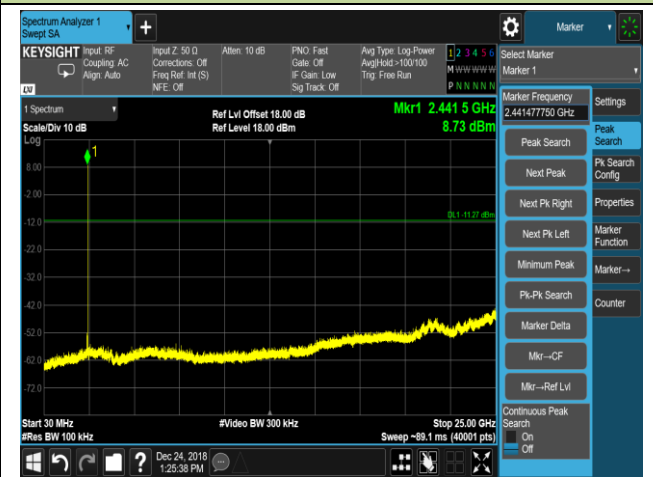 Spectrum Analyzer 1
Swept SA
+
Marker
KEYSIGHT
Input: RF
Coupling: AC
Align: Auto
Input Z: 50 Ω
Corrections: Off
Freq Ref: Int (S)
NFE: Off
Atten: 10 dB
PNO: Fast
Gate: Off
IF Gain: Low
Sig Track: Off
Avg Type: Log-Power
Avg|Hold:>100/100
Trig: Free Run
1 2 3 4 5 6
M W W W W W
P N N N N N
LXI
Select Marker
Marker 1
1 Spectrum
Scale/Div 10 dB
Log
Ref Lvl Offset 18.00 dB
Ref Level 18.00 dBm
Mkr1 2.441 5 GHz
8.73 dBm
1
8.00
-2.00
-12.0
-22.0
-32.0
-42.0
-52.0
-62.0
-72.0
DL1 -11.27 dBm
Start 30 MHz
#Res BW 100 kHz
#Video BW 300 kHz
Stop 25.00 GHz
Sweep ~89.1 ms (40001 pts)
Marker Frequency
2.441477750 GHz
Peak Search
Next Peak
Next Pk Right
Next Pk Left
Minimum Peak
Pk-Pk Search
Marker Delta
Mkr→CF
Mkr→Ref Lvl
Continuous Peak
Search
On
Off
Settings
Peak
Search
Pk Search
Config
Properties
Marker
Function
Marker→
Counter
?
Dec 24, 2018
1:25:38 PM